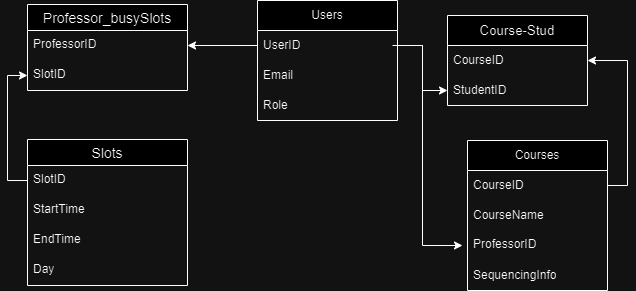 Professor_busySlots
ProfessorID
SlotID
Users
UserID
Email
Role
Course-Stud
CourseID
StudentID
Slots
SlotID
StartTime
EndTime
Day
Courses
CourseID
CourseName
ProfessorID
SequencingInfo